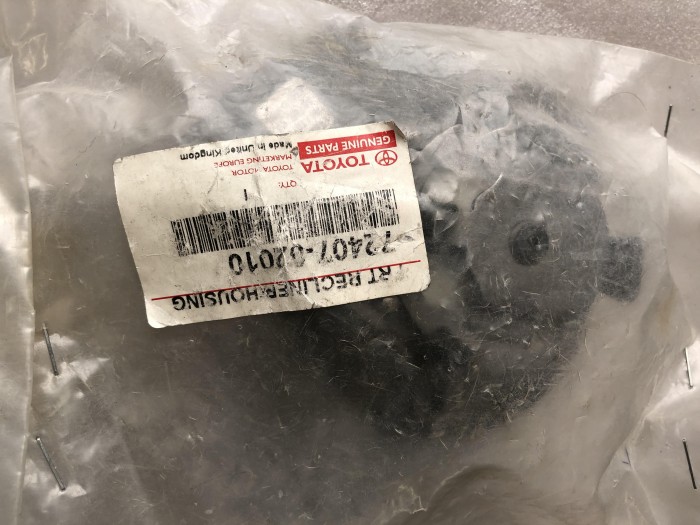 GENUINE PARTS
TOYOTA
TOYOTA MOTOR
MARKETING EUROPE
Made in United Kingdom
QTY:
1
72407-02010
RT RECLINER HOUSING